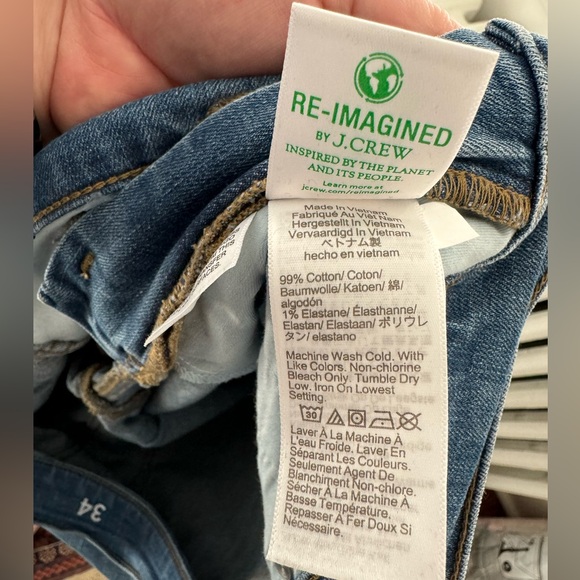 RE-IMAGINED
BY J.CREW
INSPIRED BY THE PLANET
AND ITS PEOPLE.
Learn more at
jcrew.com/reimagined
Made in Vietnam
Fabriqué Au Viêt Nam
Hergestellt In Vietnam
Vervaardigd In Vietnam
ベトナム製
hecho en vietnam
99% Cotton/ Coton/
Baumwolle/ Katoen/ 綿/
algodón
1% Elastane/ Élasthanne/
Elastan/ Elastaan/ ポリウレ
タン/ elastano
Machine Wash Cold. With
Like Colors. Non-chlorine
Bleach Only. Tumble Dry
Low. Iron On Lowest
Setting.
30
Laver À La Machine À
L'eau Froide. Laver En
Séparant Les Couleurs.
Seulement Agent De
Blanchiment Non-chlore.
Sécher À La Machine À
Basse Température.
Repasser À Fer Doux Si
Nécessaire.
34